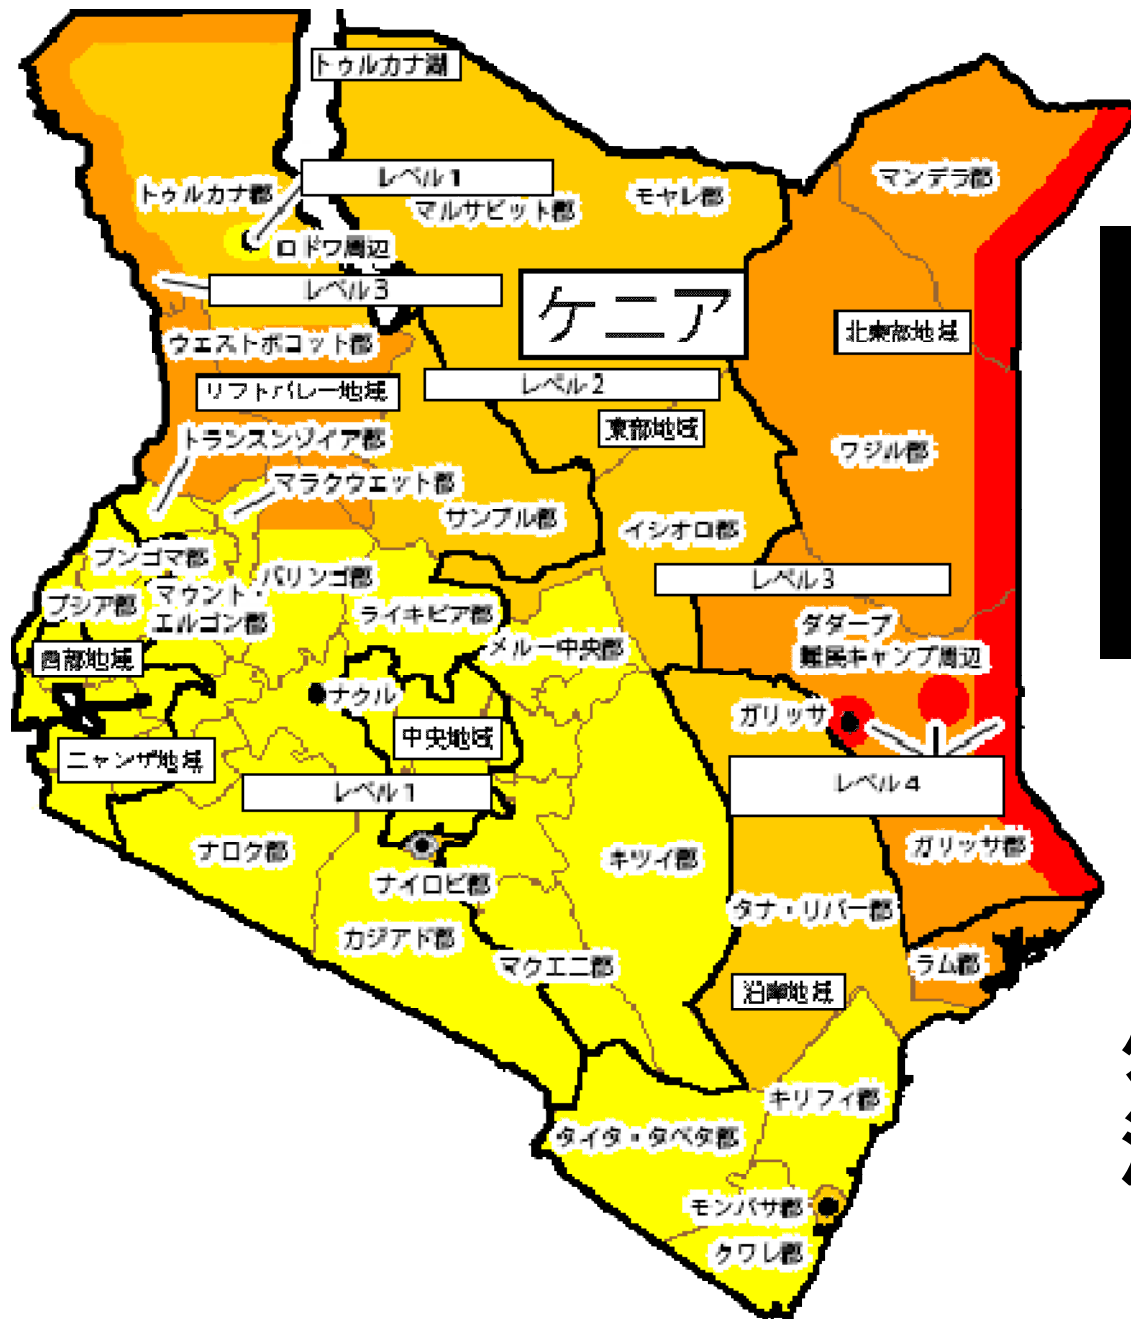 トゥルカナ湖
レベル1
トゥルカナ郡
マルサビット郡
モヤレ郡
マンデラ郡
ロドワ周辺
レベル3
ケニア
北東部地域
ウエストポコット郡
リフトバレー地域
レベル2
東部地域
トランスンゾイア郡
ワジル郡
マラクウェット郡
サンブル郡
イシオロ郡
ブンゴマ郡
バリンゴ郡
レベル3
ブシア郡
マウント・
エルゴン郡
ライキピア郡
ダダーブ
難民キャンプ周辺
メルー中央郡
西部地域
ナクル
ガリッサ
中央地域
ニャンザ地域
レベル1
レベル4
ナロク郡
ガリッサ郡
キツイ郡
ナイロビ郡
タナ・リバー郡
カジアド郡
マクエニ郡
ラム郡
沿岸地域
キリフィ郡
タイタ・タベタ郡
モンバサ郡
クワレ郡